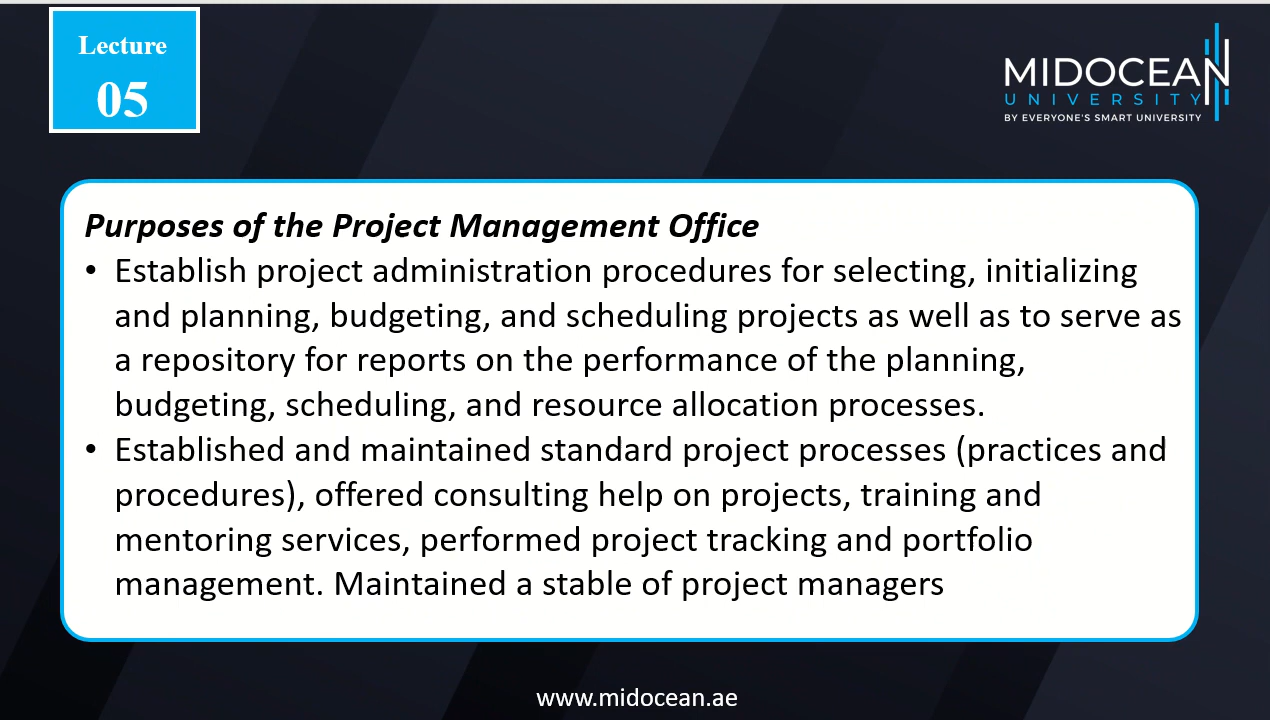 Lecture
05
MIDOCEAN
UNIVERSITY
BY EVERYONE'S SMART UNIVERSITY
Purposes of the Project Management Office
• Establish project administration procedures for selecting, initializing
and planning, budgeting, and scheduling projects as well as to serve as
a repository for reports on the performance of the planning,
budgeting, scheduling, and resource allocation processes.
• Established and maintained standard project processes (practices and
procedures), offered consulting help on projects, training and
mentoring services, performed project tracking and portfolio
management. Maintained a stable of project managers
www.midocean.ae